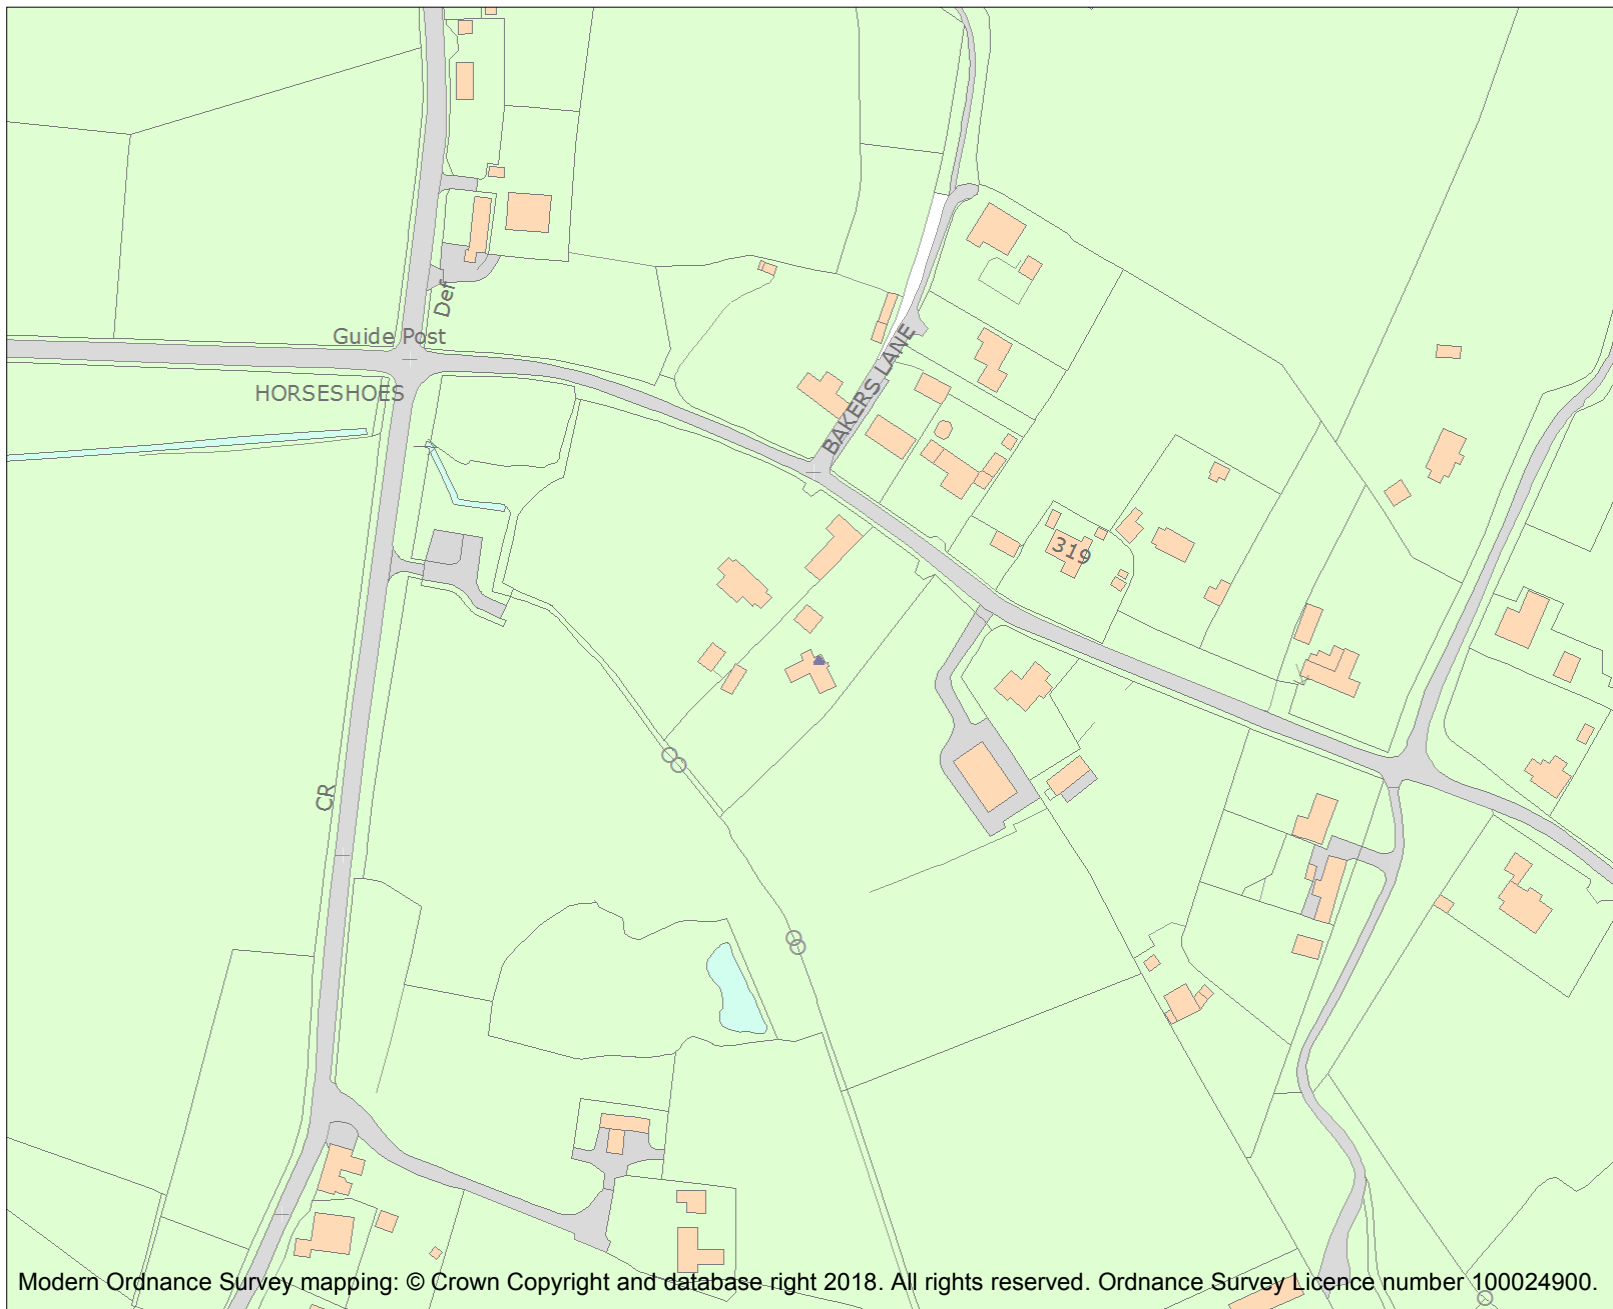 Def
Guide Post
HORSESHOES
BAKERS LANE
319
CR
Modern Ordnance Survey mapping: © Crown Copyright and database right 2018. All rights reserved. Ordnance Survey Licence number 100024900.